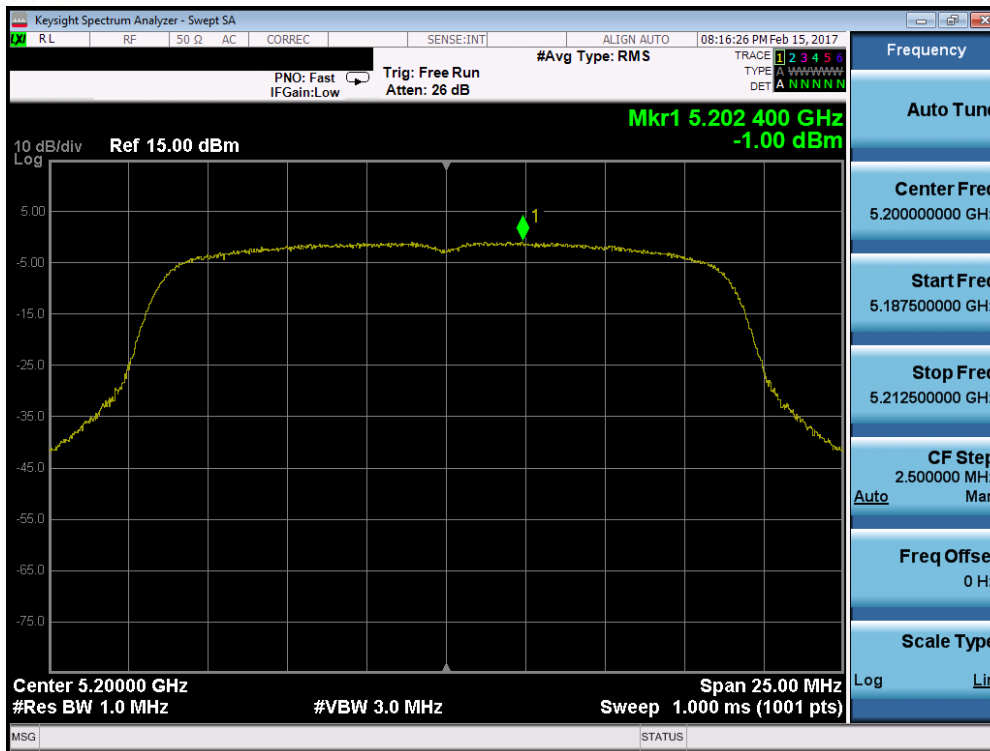 Keysight Spectrum Analyzer - Swept SA
LXI RL RF 50 Ω AC CORREC SENSE:INT ALIGN AUTO 08:16:26 PM Feb 15, 2017
#Avg Type: RMS TRACE 1 2 3 4 5 6
PNO: Fast Trig: Free Run TYPE A WWWWW
IFGain:Low Atten: 26 dB DET A N N N N N
Mkr1 5.202 400 GHz
-1.00 dBm
10 dB/div Ref 15.00 dBm
Log
1
5.00
-5.00
-15.0
-25.0
-35.0
-45.0
-55.0
-65.0
-75.0
Center 5.20000 GHz Span 25.00 MHz
#Res BW 1.0 MHz #VBW 3.0 MHz Sweep 1.000 ms (1001 pts)
MSG STATUS
Frequency
Auto Tun
Center Fre
5.200000000 GH
Start Fre
5.187500000 GH
Stop Fre
5.212500000 GH
CF Step
2.500000 MH
Auto Man
Freq Offse
0 H
Scale Type
Log Lin